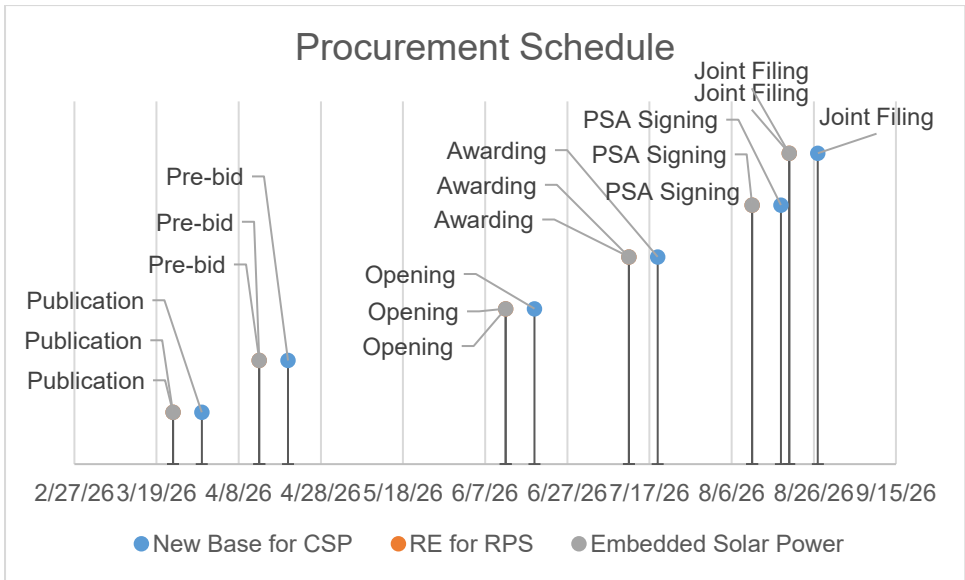 Procurement Schedule
Joint Filing
Joint Filing
Joint Filing
PSA Signing
PSA Signing
PSA Signing
Awarding
Awarding
Awarding
Pre-bid
Pre-bid
Pre-bid
Opening
Opening
Opening
Publication
Publication
Publication
2/27/26 3/19/26 4/8/26 4/28/26 5/18/26 6/7/26 6/27/26 7/17/26 8/6/26 8/26/26 9/15/26
New Base for CSP RE for RPS Embedded Solar Power